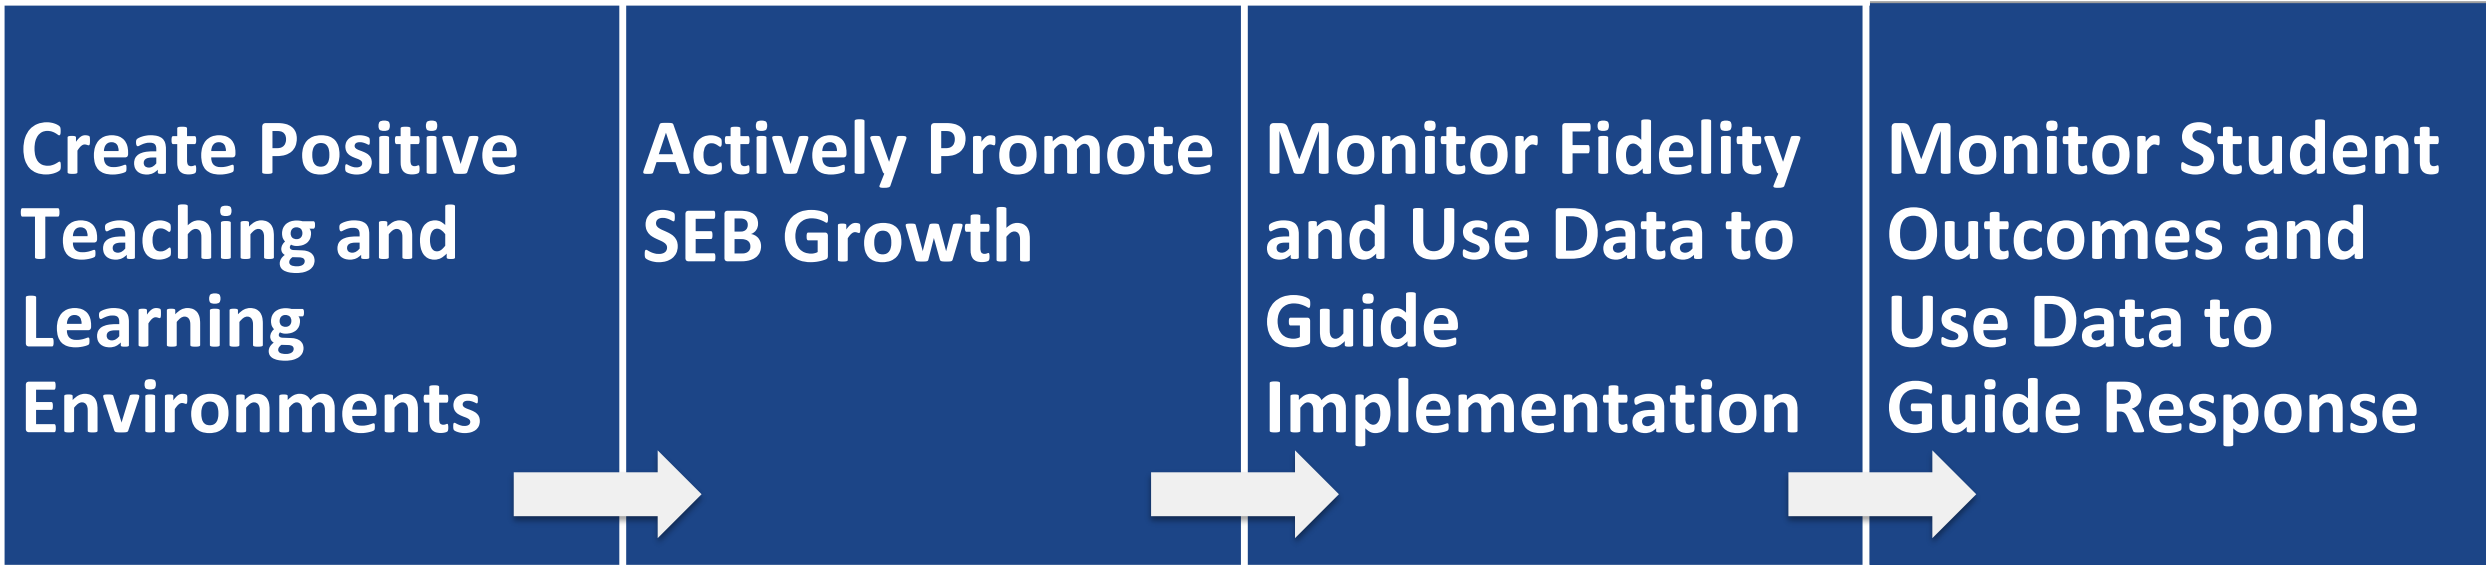 Create Positive
Teaching and
Learning
Environments
Actively Promote
SEB Growth
Monitor Fidelity
and Use Data to
Guide
Implementation
Monitor Student
Outcomes and
Use Data to
Guide Response